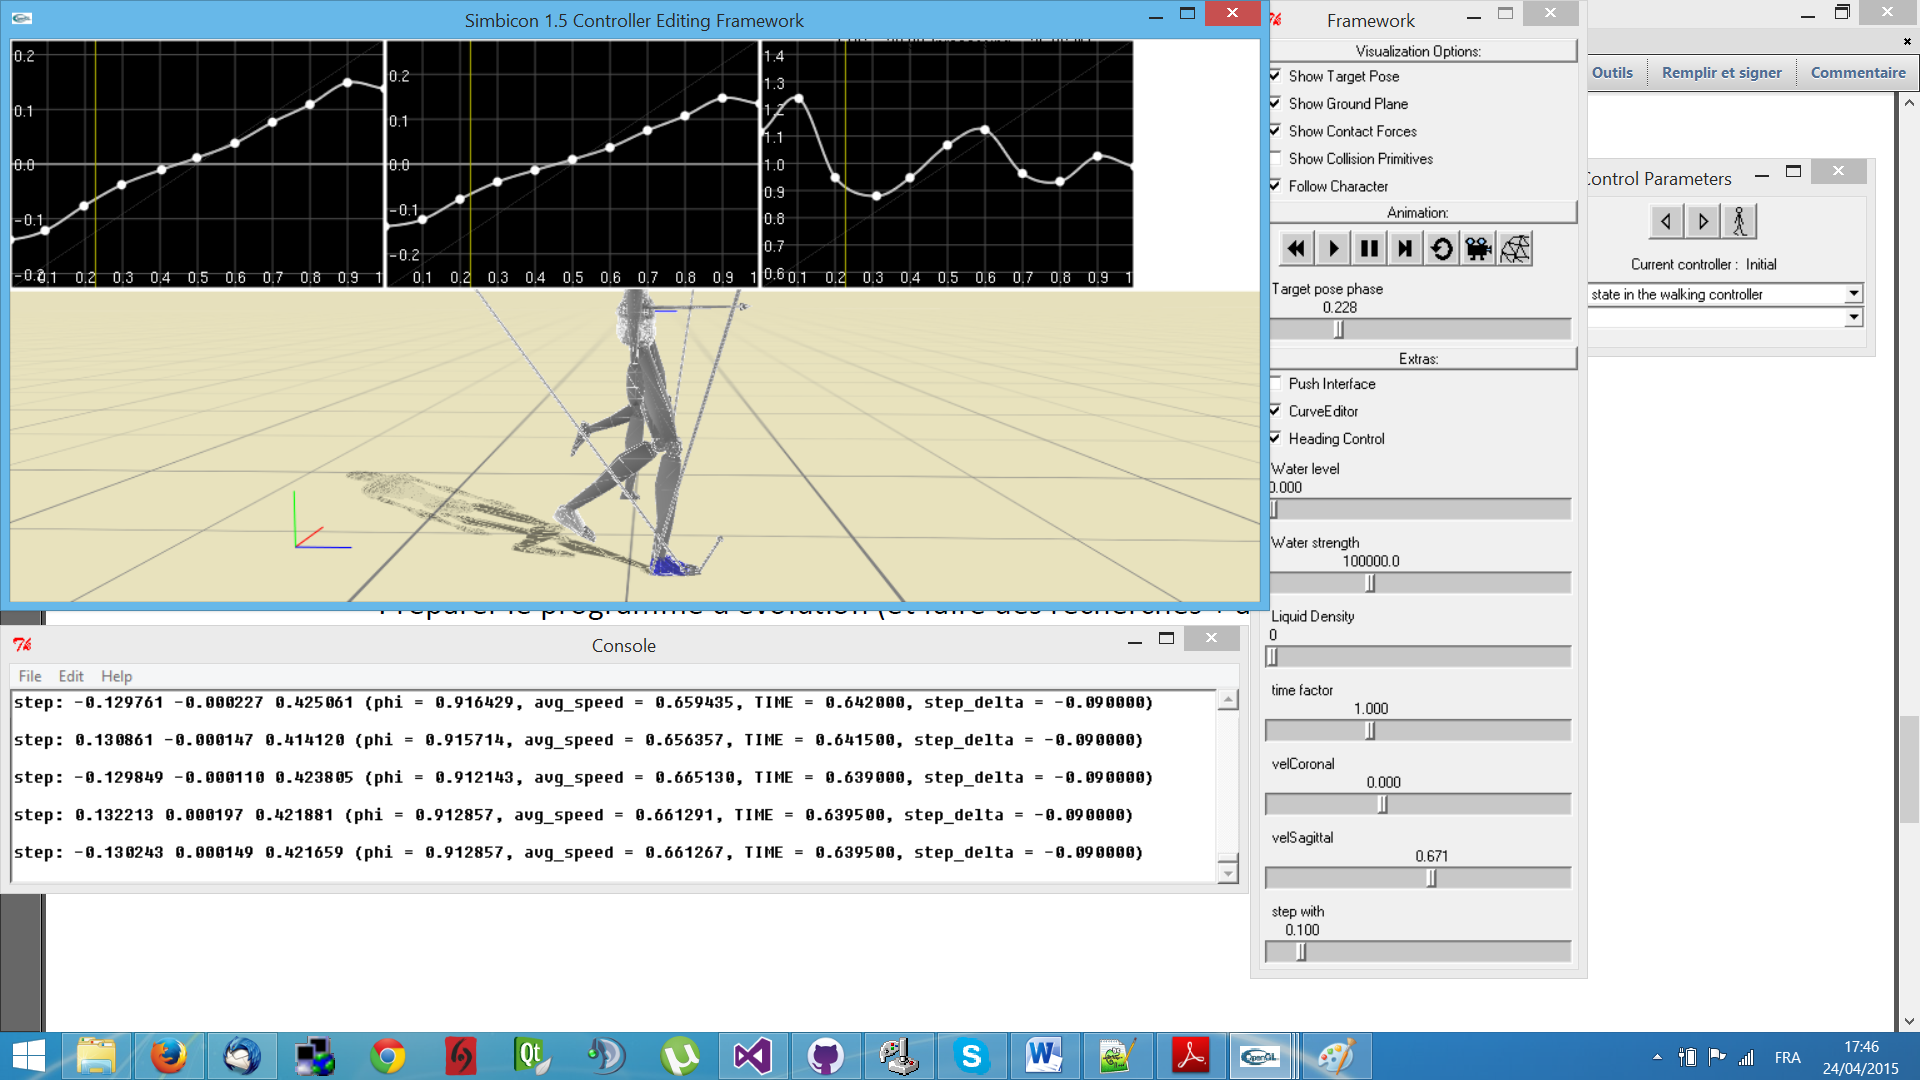 Simbicon 1.5 Controller Editing Framework
0.2
0.1
0.0
-0.1
-0.2
0.1 0.2 0.3 0.4 0.5 0.6 0.7 0.8 0.9 1
0.2
0.1
0.0
-0.1
-0.2
0.1 0.2 0.3 0.4 0.5 0.6 0.7 0.8 0.9 1
1.4
1.3
1.2
1.1
1.0
0.9
0.8
0.7
0.6
0.1 0.2 0.3 0.4 0.5 0.6 0.7 0.8 0.9 1
Framework
Visualization Options:
Show Target Pose
Show Ground Plane
Show Contact Forces
Show Collision Primitives
Follow Character
Animation:
Target pose phase
0.228
Extras:
Push Interface
CurveEditor
Heading Control
Water level
0.000
Water strength
100000.0
Liquid Density
0
time factor
1.000
velCoronal
0.000
velSagittal
0.671
step with
0.100
Outils Remplir et signer Commentaire
Control Parameters
Current controller : Initial
state in the walking controller
Préparer le programme d'évolution (et faire des recherches
Console
File Edit Help
step: -0.129761 -0.000227 0.425061 (phi = 0.916429, avg_speed = 0.659435, TIME = 0.642000, step_delta = -0.090000)
step: 0.130861 -0.000147 0.414120 (phi = 0.915714, avg_speed = 0.656357, TIME = 0.641500, step_delta = -0.090000)
step: -0.129849 -0.000110 0.423805 (phi = 0.912143, avg_speed = 0.665130, TIME = 0.639000, step_delta = -0.090000)
step: 0.132213 0.000197 0.421881 (phi = 0.912857, avg_speed = 0.661291, TIME = 0.639500, step_delta = -0.090000)
step: -0.130243 0.000149 0.421659 (phi = 0.912857, avg_speed = 0.661267, TIME = 0.639500, step_delta = -0.090000)
Qt
OpenGL
FRA
17:46
24/04/2015